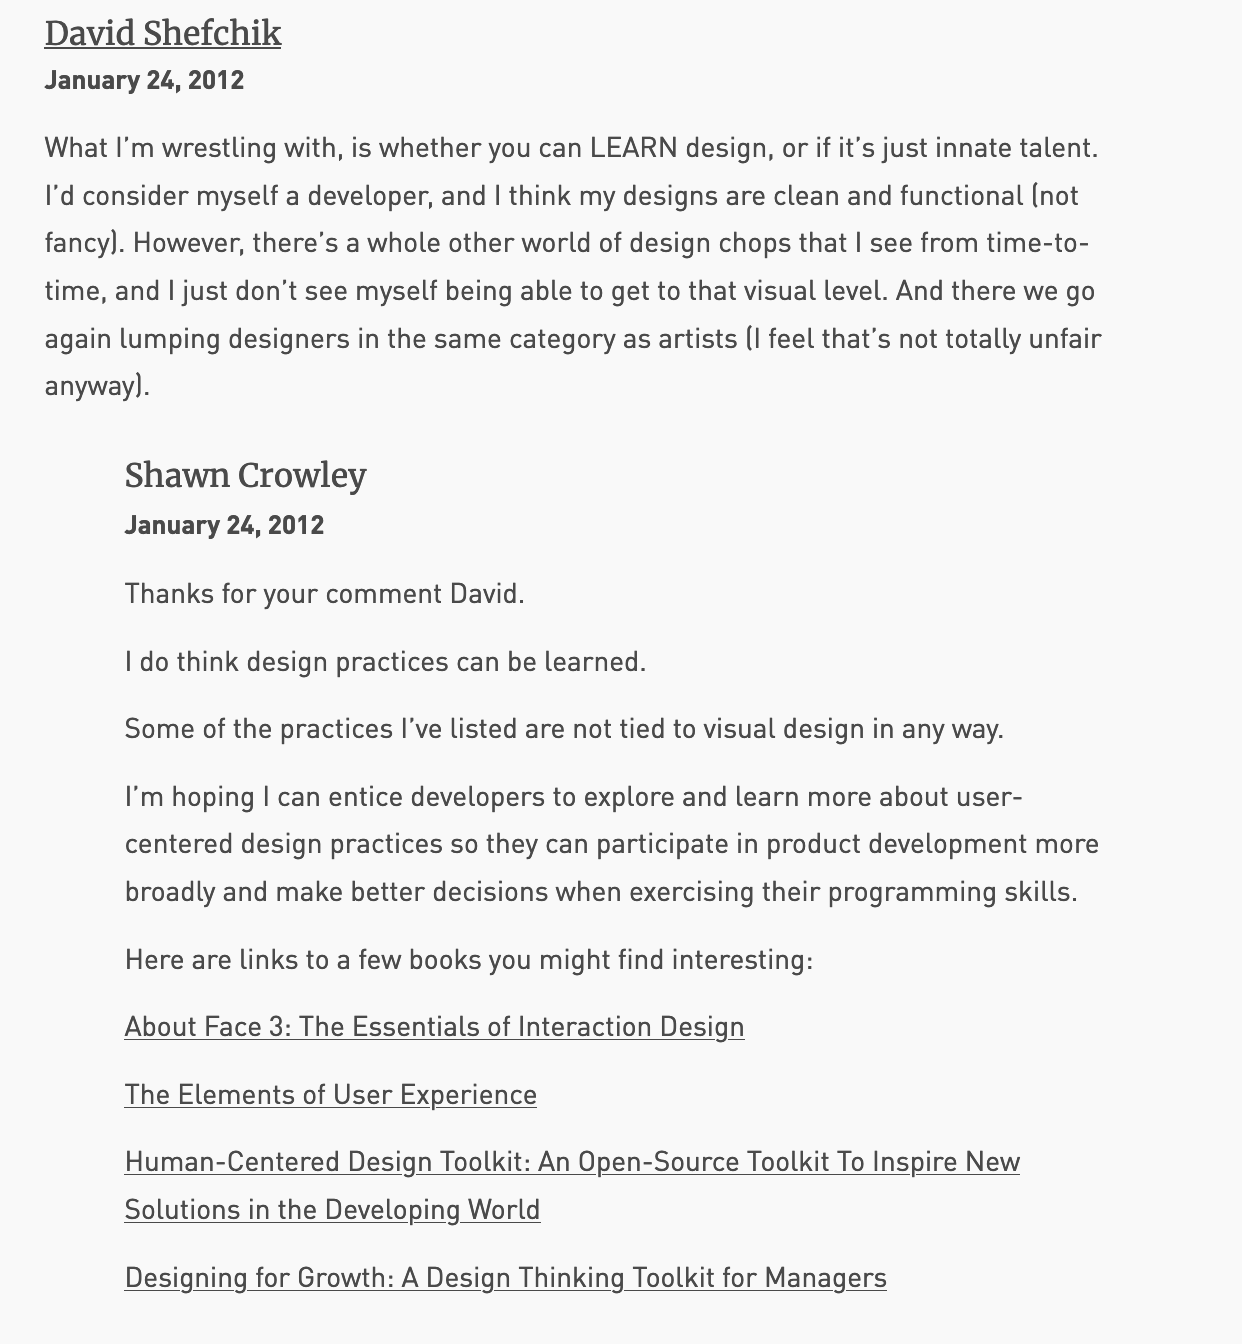 David Shefchik
January 24, 2012
What I’m wrestling with, is whether you can LEARN design, or if it’s just innate talent.
I’d consider myself a developer, and I think my designs are clean and functional (not
fancy). However, there’s a whole other world of design chops that I see from time-to-
time, and I just don’t see myself being able to get to that visual level. And there we go
again lumping designers in the same category as artists (I feel that’s not totally unfair
anyway).
Shawn Crowley
January 24, 2012
Thanks for your comment David.
I do think design practices can be learned.
Some of the practices I’ve listed are not tied to visual design in any way.
I’m hoping I can entice developers to explore and learn more about user-
centered design practices so they can participate in product development more
broadly and make better decisions when exercising their programming skills.
Here are links to a few books you might find interesting:
About Face 3: The Essentials of Interaction Design
The Elements of User Experience
Human-Centered Design Toolkit: An Open-Source Toolkit To Inspire New
Solutions in the Developing World
Designing for Growth: A Design Thinking Toolkit for Managers